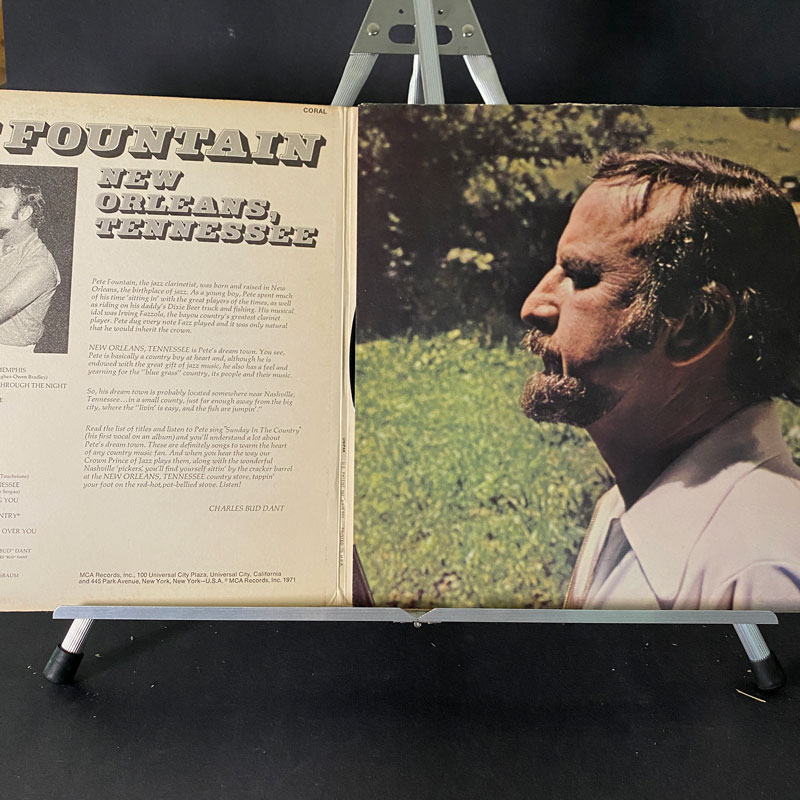 CORAL
FOUNTAIN
NEW
ORLEANS,
TENNESSEE
Pete Fountain, the jazz clarinetist, was born and raised in New
Orleans, the birthplace of jazz. As a young boy, Pete spent much
of his time 'sitting in' with the great players of the times, as well
as riding on his daddy's Dixie Beer truck and fishing. His musical
idol was Irving Fazzola, the bayou country's greatest clarinet
player. Pete dug every note Fazz played and it was only natural
that he would inherit the crown.
NEW ORLEANS, TENNESSEE is Pete's dream town. You see,
Pete is basically a country boy at heart and, although he is
endowed with the great gift of jazz music, he also has a feel and
yearning for the "blue grass" country, its people and their music.
So, his dream town is probably located somewhere near Nashville,
Tennessee...in a small county, just far enough away from the big
city, where the "livin' is easy, and the fish are jumpin'."
Read the list of titles and listen to Pete sing "Sunday In The Country"
(his first vocal on an album) and you'll understand a lot about
Pete's dream town. These are definitely songs to warm the heart
of any country music fan. And when you hear the way our
Crown Prince of Jazz plays them, along with the wonderful
Nashville 'pickers', you'll find yourself sittin' by the cracker barrel
at the NEW ORLEANS, TENNESSEE country store, tappin'
your foot on the red-hot, pot-bellied stove. Listen!
CHARLES BUD DANT
MCA Records, Inc., 100 Universal City Plaza, Universal City, California
and 445 Park Avenue, New York, New York—U.S.A. ℗ MCA Records, Inc. 1971
MEMPHIS
Owen Bradley)
THROUGH THE NIGHT
NESSEE
YOU
NTRY*
OVER YOU
BUD" DANT